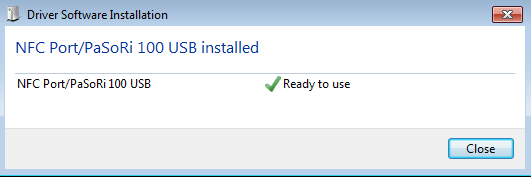 Driver Software Installation
NFC Port/PaSoRi 100 USB installed
NFC Port/PaSoRi 100 USB Ready to use
Close